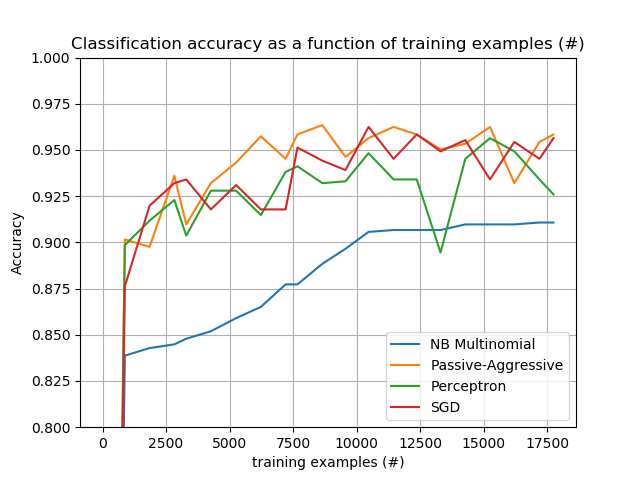 Classification accuracy as a function of training examples (#)
1.000
0.975
0.950
0.925
0.900
0.875
0.850
0.825
0.800
Accuracy
NB Multinomial
Passive-Aggressive
Perceptron
SGD
0 2500 5000 7500 10000 12500 15000 17500
training examples (#)